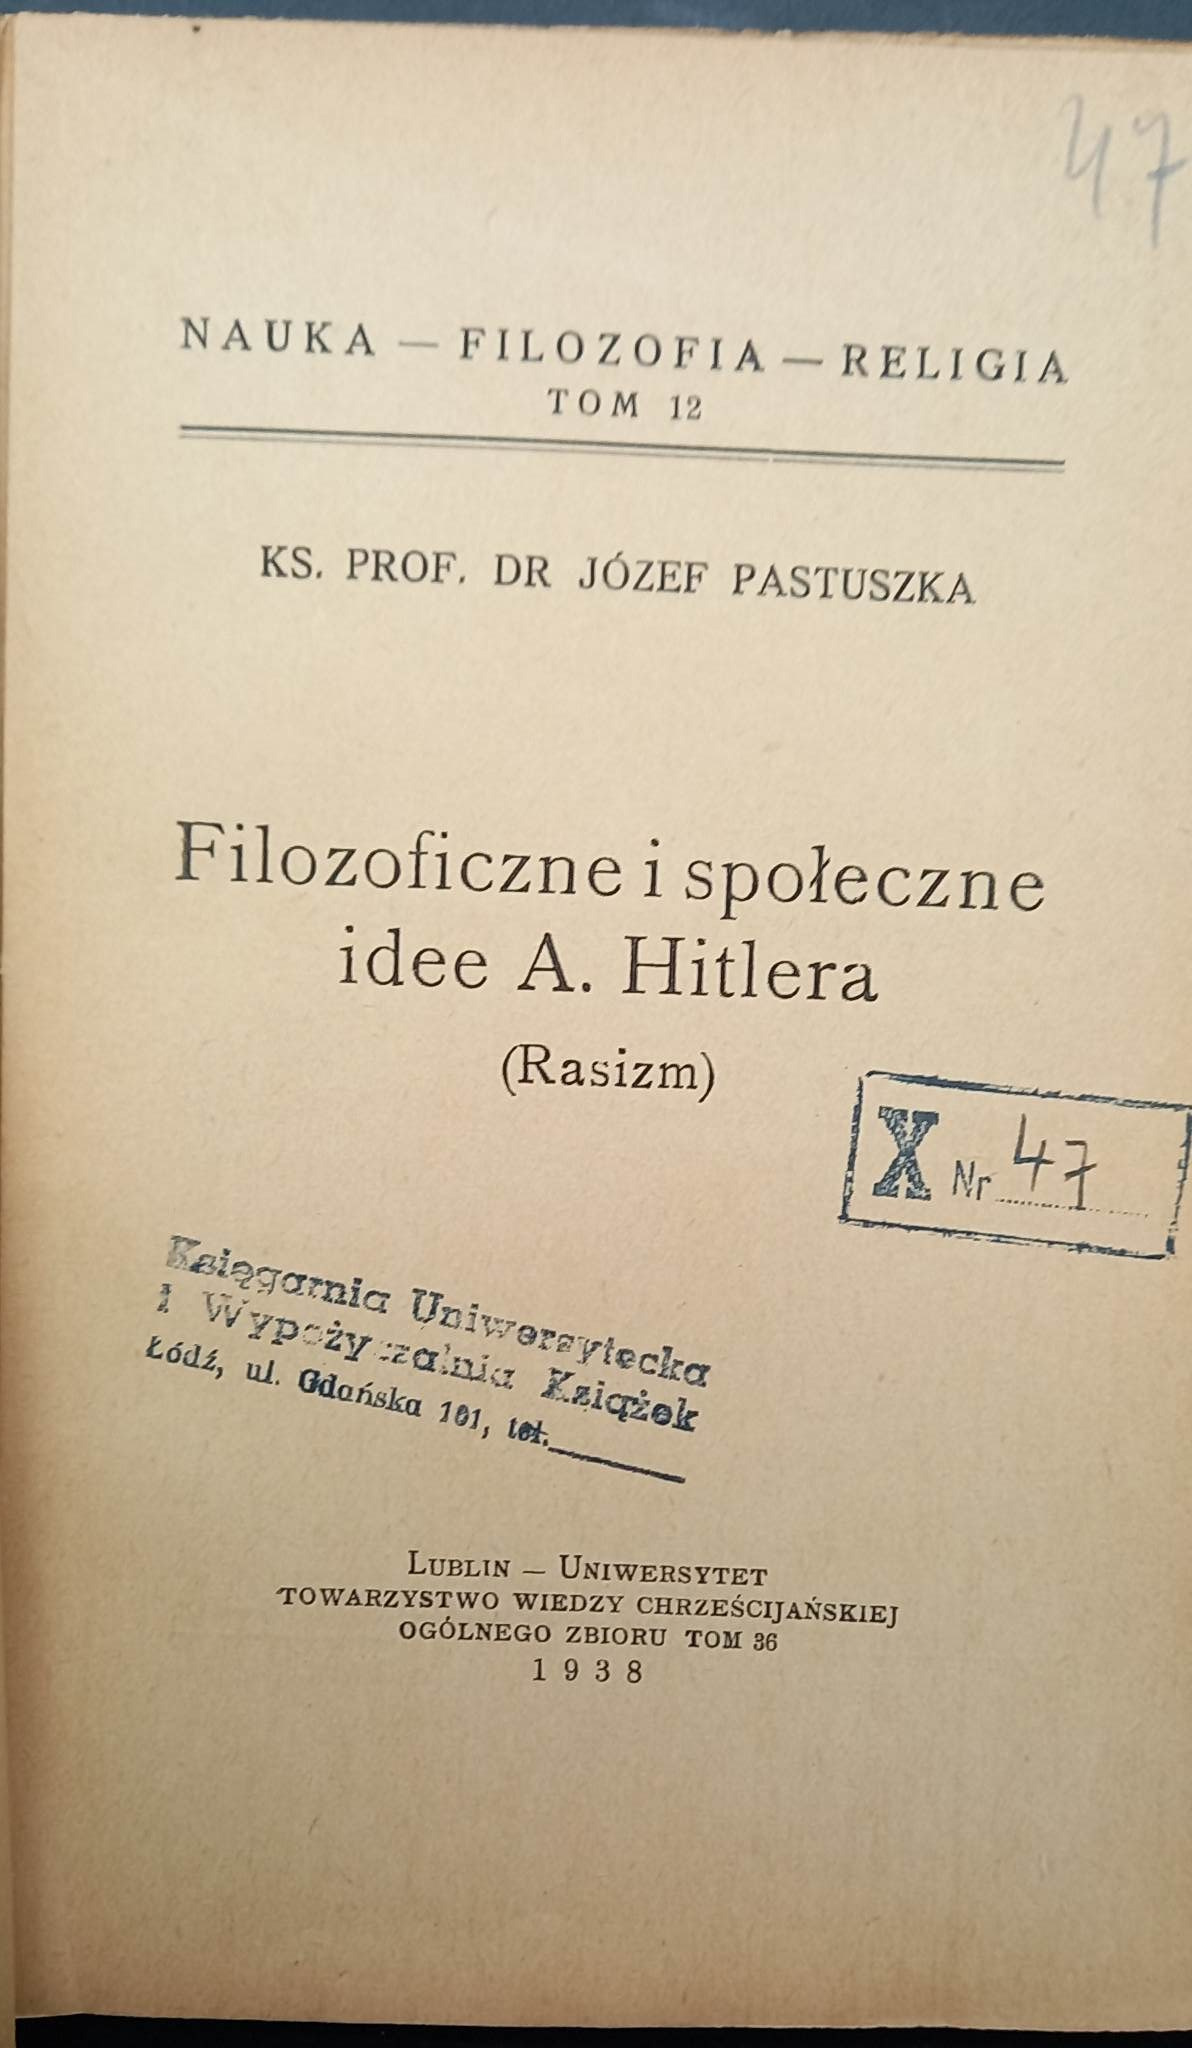 47
NAUKA — FILOZOFIA — RELIGIA
TOM 12
KS. PROF. DR JÓZEF PASTUSZKA
Filozoficzne i społeczne
idee A. Hitlera
(Rasizm)
X Nr 47
Księgarnia Uniwersytecka
i Wypożyczalnia Książek
Łódź, ul. Gdańska 101, tel.
LUBLIN — UNIWERSYTET
TOWARZYSTWO WIEDZY CHRZEŚCIJAŃSKIEJ
OGÓLNEGO ZBIORU TOM 36
1938